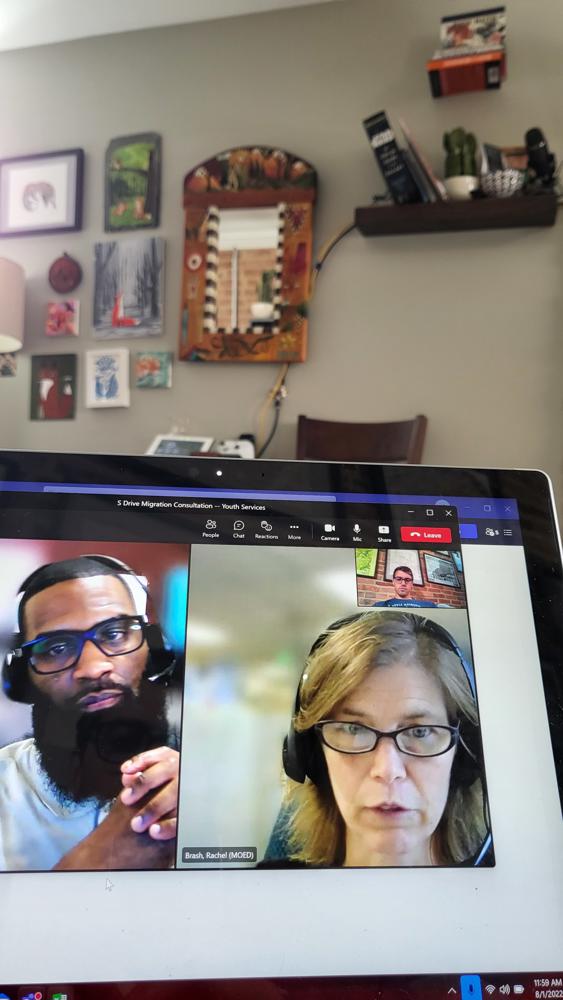 S Drive Migration Consultation -- Youth Services
People
Chat
Reactions
More
Camera
Mic
Share
Leave
Brash, Rachel (MOED)
11:59 AM
8/1/2022